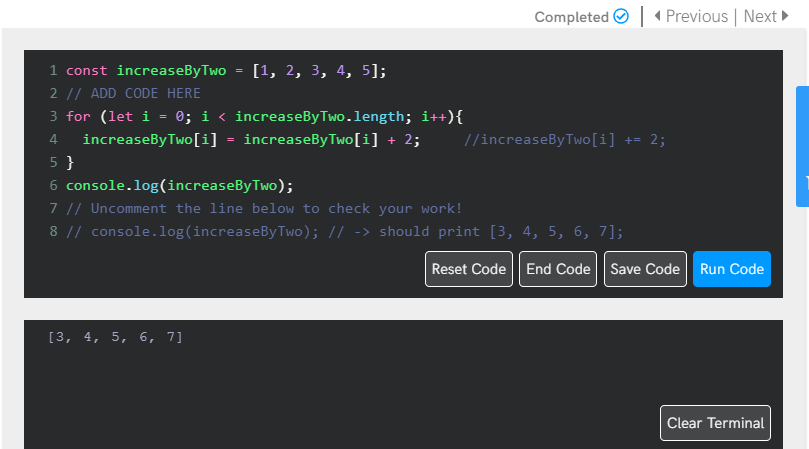 Completed | Previous | Next
1 const increaseByTwo = [1, 2, 3, 4, 5];
2 // ADD CODE HERE
3 for (let i = 0; i < increaseByTwo.length; i++){
4   increaseByTwo[i] = increaseByTwo[i] + 2;     //increaseByTwo[i] += 2;
5 }
6 console.log(increaseByTwo);
7 // Uncomment the line below to check your work!
8 // console.log(increaseByTwo); // -> should print [3, 4, 5, 6, 7];
Reset Code End Code Save Code Run Code
[3, 4, 5, 6, 7]
Clear Terminal